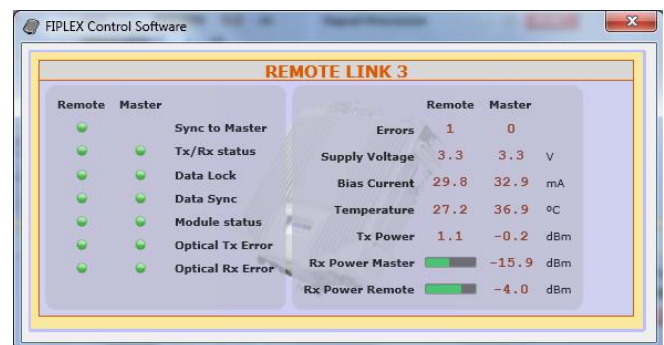 FIPLEX Control Software
REMOTE LINK 3
Remote Master
Sync to Master
Tx/Rx status
Data Lock
Data Sync
Module status
Optical Tx Error
Optical Rx Error
Remote Master
Errors 1 0
Supply Voltage 3.3 3.3 V
Bias Current 29.8 32.9 mA
Temperature 27.2 36.9 ºC
Tx Power 1.1 -0.2 dBm
Rx Power Master -15.9 dBm
Rx Power Remote -4.0 dBm